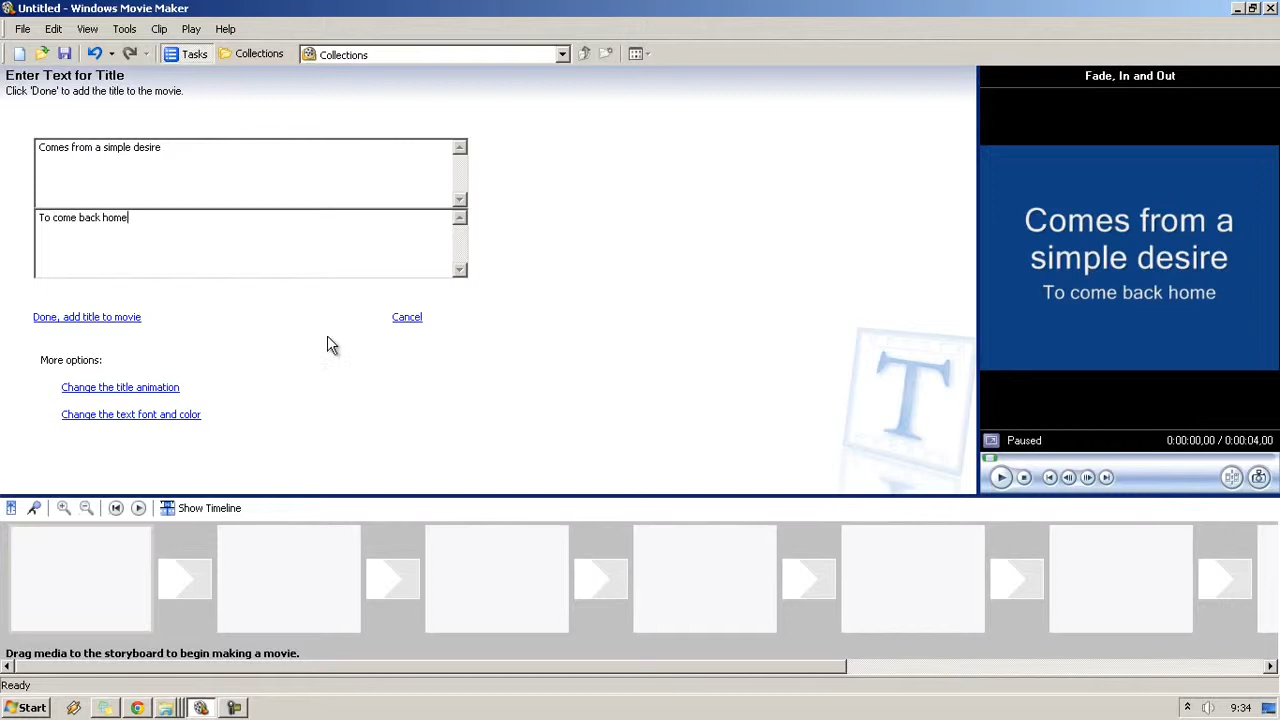 Untitled - Windows Movie Maker
File Edit View Tools Clip Play Help
Tasks Collections Collections
Enter Text for Title
Click 'Done' to add the title to the movie.
Comes from a simple desire
To come back home
Done, add title to movie
Cancel
More options:
Change the title animation
Change the text font and color
T
Fade, In and Out
Comes from a
simple desire
To come back home
Paused 0:00:00,00 / 0:00:04,00
Show Timeline
Drag media to the storyboard to begin making a movie.
Ready
Start 9:34